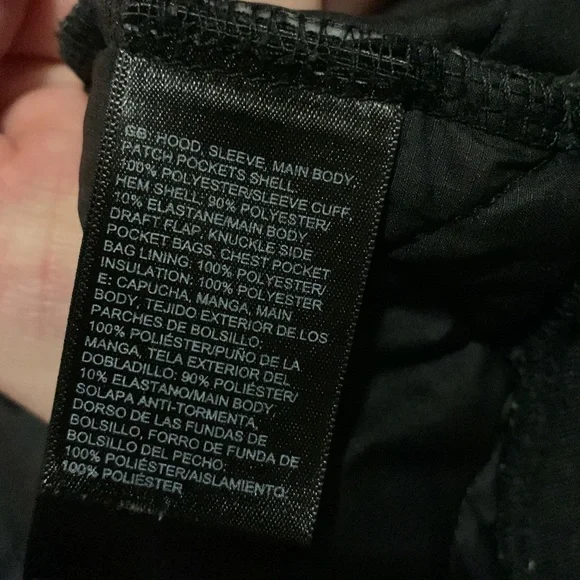 GB: HOOD, SLEEVE, MAIN BODY,
PATCH POCKETS SHELL:
100% POLYESTER/SLEEVE CUFF,
HEM SHELL: 90% POLYESTER/
10% ELASTANE/MAIN BODY
DRAFT FLAP, KNUCKLE SIDE
POCKET BAGS, CHEST POCKET
BAG LINING: 100% POLYESTER/
INSULATION: 100% POLYESTER
E: CAPUCHA, MANGA, MAIN
BODY, TEJIDO EXTERIOR DE LOS
PARCHES DE BOLSILLO:
100% POLIÉSTER/PUÑO DE LA
MANGA, TELA EXTERIOR DEL
DOBLADILLO: 90% POLIÉSTER/
10% ELASTANO/MAIN BODY,
SOLAPA ANTI-TORMENTA,
DORSO DE LAS FUNDAS DE
BOLSILLO, FORRO DE FUNDA DE
BOLSILLO DEL PECHO:
100% POLIÉSTER/AISLAMIENTO:
100% POLIÉSTER